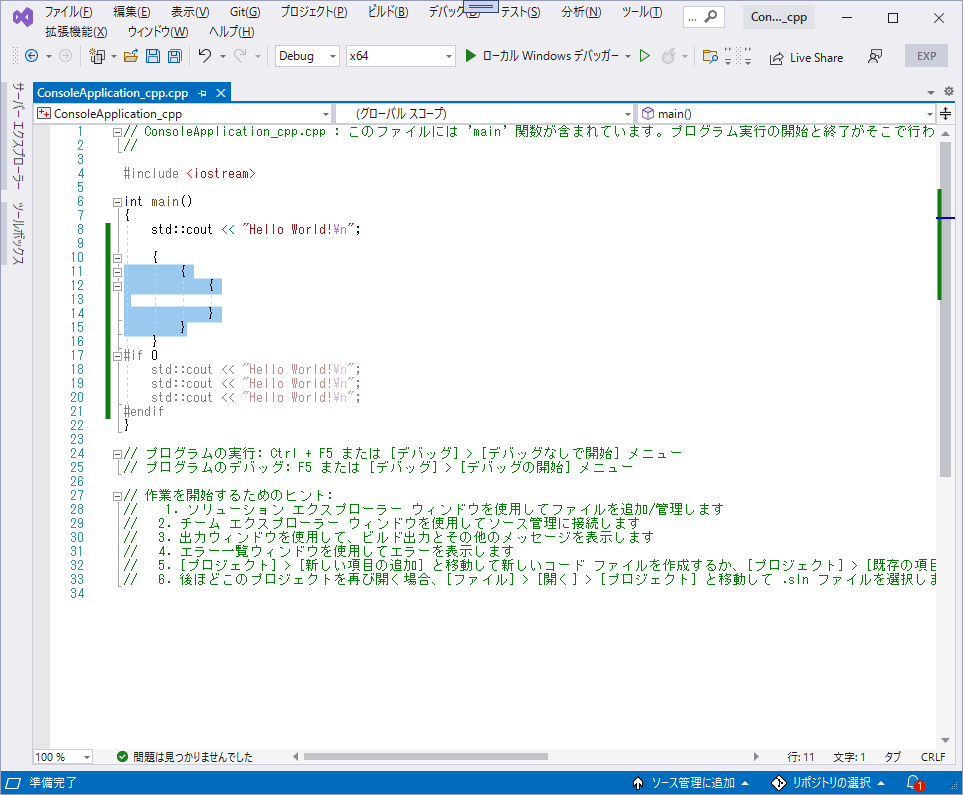 ファイル(F) 編集(E) 表示(V) Git(G) プロジェクト(P) ビルド(B) デバッグ(D) テスト(S) 分析(N) ツール(T) ... Con..._cpp
拡張機能(X) ウィンドウ(W) ヘルプ(H)
Debug x64 ローカル Windows デバッガー Live Share EXP
サーバー エクスプローラー
ツールボックス
ConsoleApplication_cpp.cpp
ConsoleApplication_cpp (グローバル スコープ) main()
1 // ConsoleApplication_cpp.cpp : このファイルには 'main' 関数が含まれています。プログラム実行の開始と終了がそこで行わ
2 //
3
4 #include <iostream>
5
6 int main()
7 {
8 std::cout << "Hello World!¥n";
9
10 {
11 {
12 {
13
14 }
15 }
16 }
17 #if 0
18 std::cout << "Hello World!¥n";
19 std::cout << "Hello World!¥n";
20 std::cout << "Hello World!¥n";
21 #endif
22 }
23
24 // プログラムの実行: Ctrl + F5 または [デバッグ] > [デバッグなしで開始] メニュー
25 // プログラムのデバッグ: F5 または [デバッグ] > [デバッグの開始] メニュー
26
27 // 作業を開始するためのヒント:
28 // 1. ソリューション エクスプローラー ウィンドウを使用してファイルを追加/管理します
29 // 2. チーム エクスプローラー ウィンドウを使用してソース管理に接続します
30 // 3. 出力ウィンドウを使用して、ビルド出力とその他のメッセージを表示します
31 // 4. エラー一覧ウィンドウを使用してエラーを表示します
32 // 5. [プロジェクト] > [新しい項目の追加] と移動して新しいコード ファイルを作成するか、[プロジェクト] > [既存の項目
33 // 6. 後ほどこのプロジェクトを再び開く場合、[ファイル] > [開く] > [プロジェクト] と移動して .sln ファイルを選択しま
34
100 % 問題は見つかりませんでした 行: 11 文字: 1 タブ CRLF
準備完了 ソース管理に追加 リポジトリの選択 1